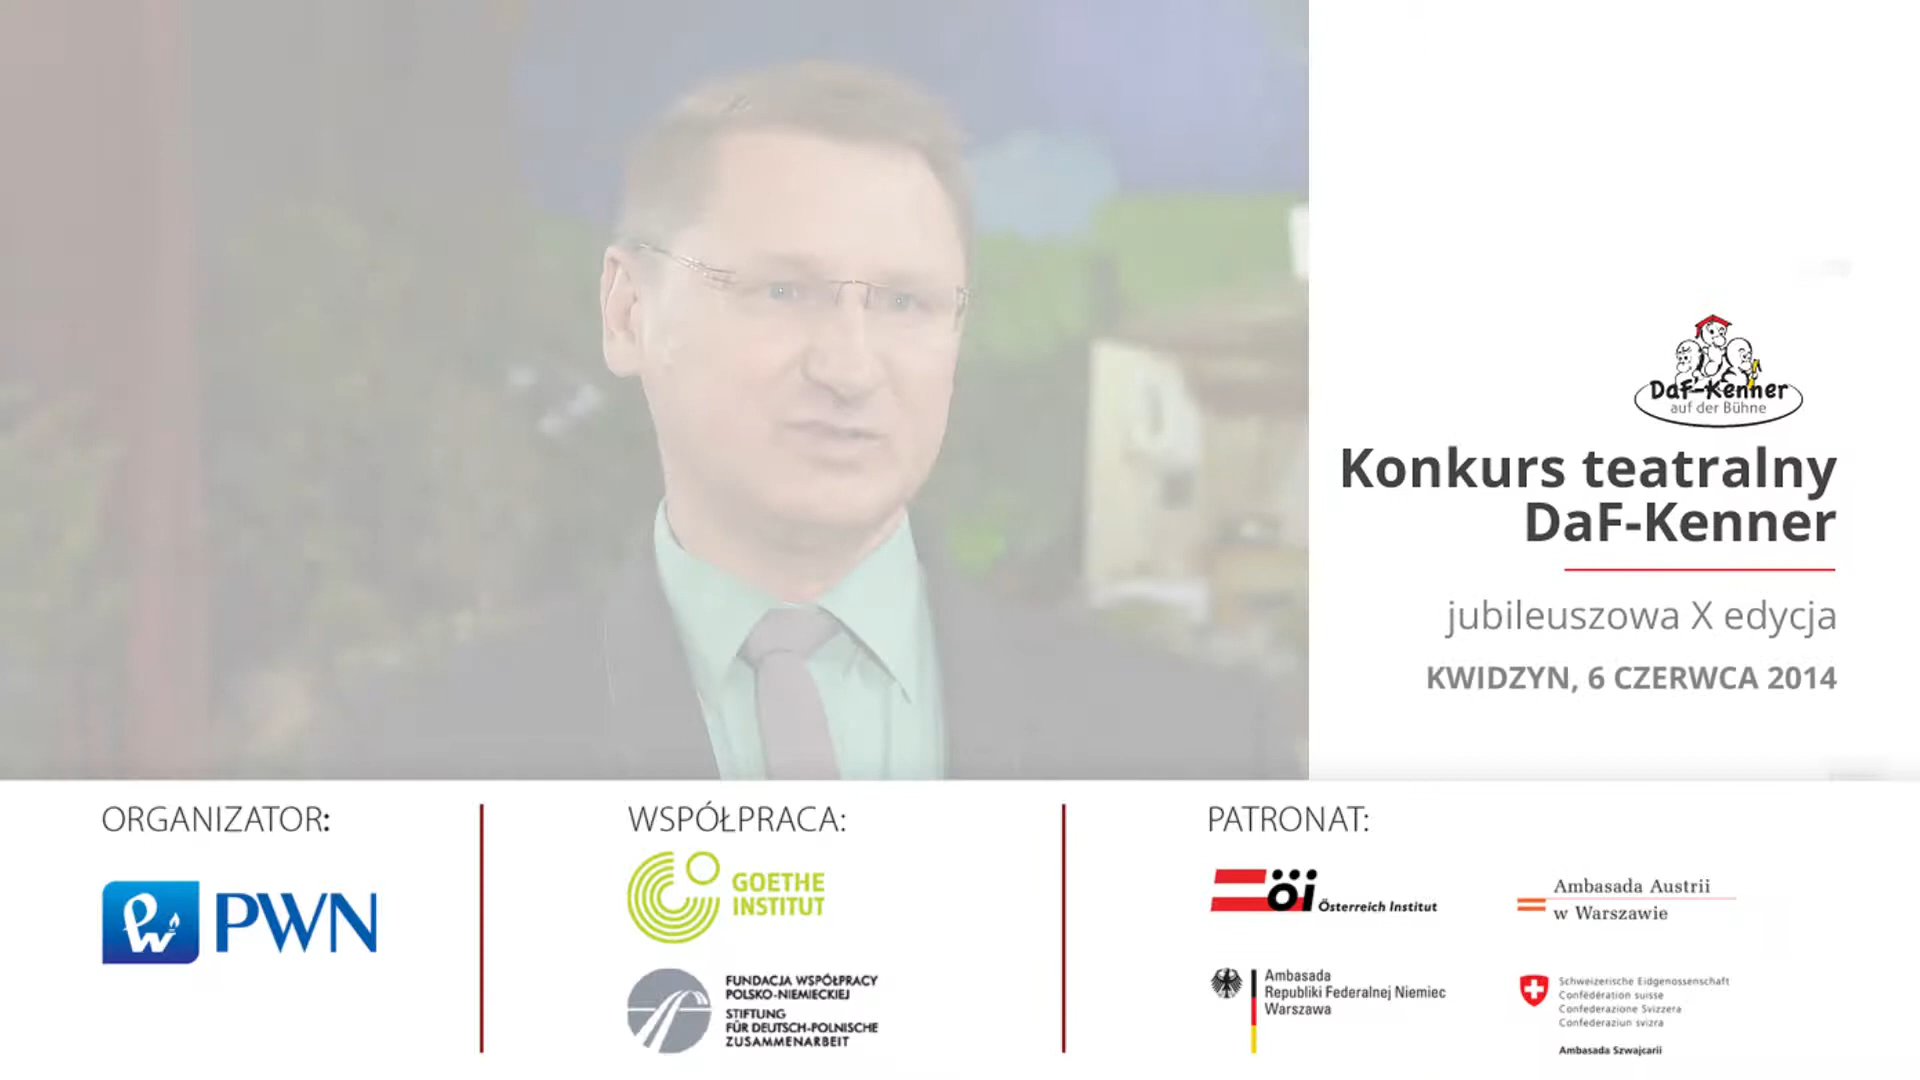 DaF-Kenner
auf der Bühne
Konkurs teatralny
DaF-Kenner
jubileuszowa X edycja
KWIDZYN, 6 CZERWCA 2014
ORGANIZATOR:
PWN
WSPÓŁPRACA:
GOETHE
INSTITUT
FUNDACJA WSPÓŁPRACY
POLSKO-NIEMIECKIEJ
STIFTUNG
FÜR DEUTSCH-POLNISCHE
ZUSAMMENARBEIT
PATRONAT:
öi Österreich Institut
Ambasada Austrii
w Warszawie
Ambasada
Republiki Federalnej Niemiec
Warszawa
Schweizerische Eidgenossenschaft
Confédération suisse
Confederazione Svizzera
Confederaziun svizra
Ambasada Szwajcarii